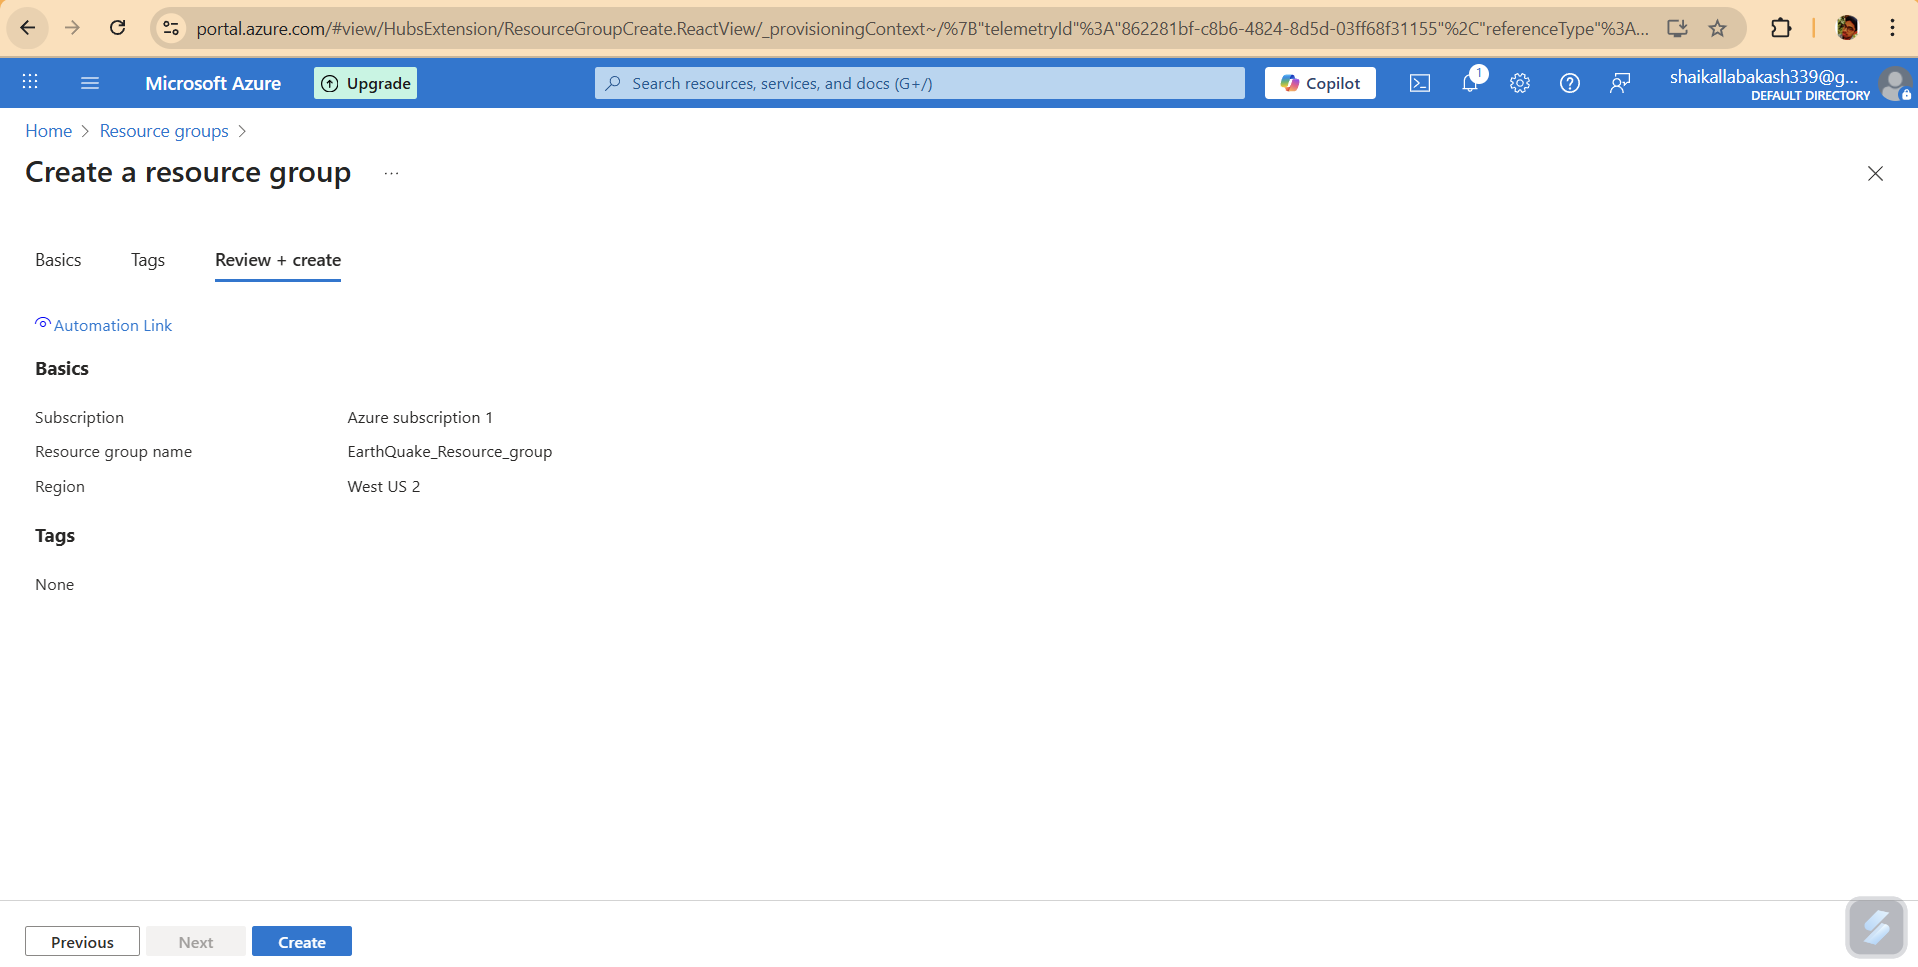 portal.azure.com/#view/HubsExtension/ResourceGroupCreate.ReactView/_provisioningContext~/%7B"telemetryId"%3A"862281bf-c8b6-4824-8d5d-03ff68f31155"%2C"referenceType"%3A...
Microsoft Azure
Upgrade
Search resources, services, and docs (G+/)
Copilot
1
shaikallabakash339@g...
DEFAULT DIRECTORY
Home > Resource groups >
Create a resource group ...
Basics Tags Review + create
Automation Link
Basics
Subscription Azure subscription 1
Resource group name EarthQuake_Resource_group
Region West US 2
Tags
None
Previous Next Create